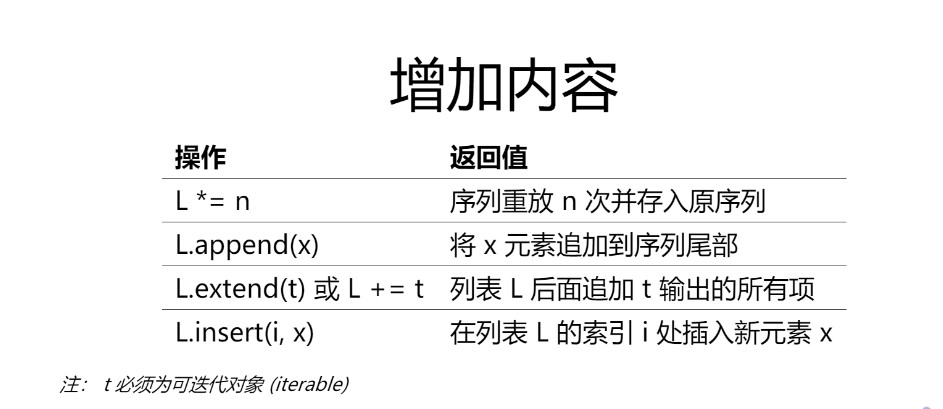 增加内容
操作 返回值
L *= n 序列重放 n 次并存入原序列
L.append(x) 将 x 元素追加到序列尾部
L.extend(t) 或 L += t 列表 L 后面追加 t 输出的所有项
L.insert(i, x) 在列表 L 的索引 i 处插入新元素 x
注： t 必须为可迭代对象 (iterable)